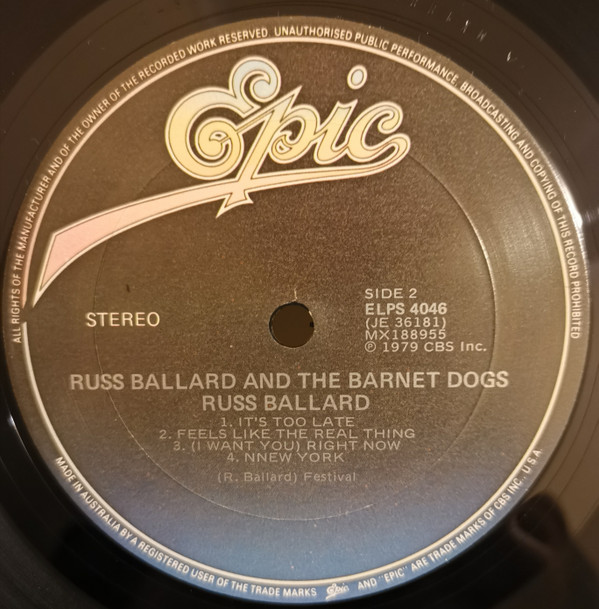 ALL RIGHTS OF THE MANUFACTURER AND OF THE OWNER OF THE RECORDED WORK RESERVED. UNAUTHORISED PUBLIC PERFORMANCE, BROADCASTING AND COPYING OF THIS RECORD PROHIBITED
Epic
STEREO
SIDE 2
ELPS 4046
(JE 36181)
MX188955
℗ 1979 CBS Inc.
RUSS BALLARD AND THE BARNET DOGS
RUSS BALLARD
1. IT'S TOO LATE
2. FEELS LIKE THE REAL THING
3. (I WANT YOU) RIGHT NOW
4. NNEW YORK
(R. Ballard) Festival
MADE IN AUSTRALIA BY A REGISTERED USER OF THE TRADE MARKS Epic AND "EPIC" ARE TRADE MARKS OF CBS INC., U S A